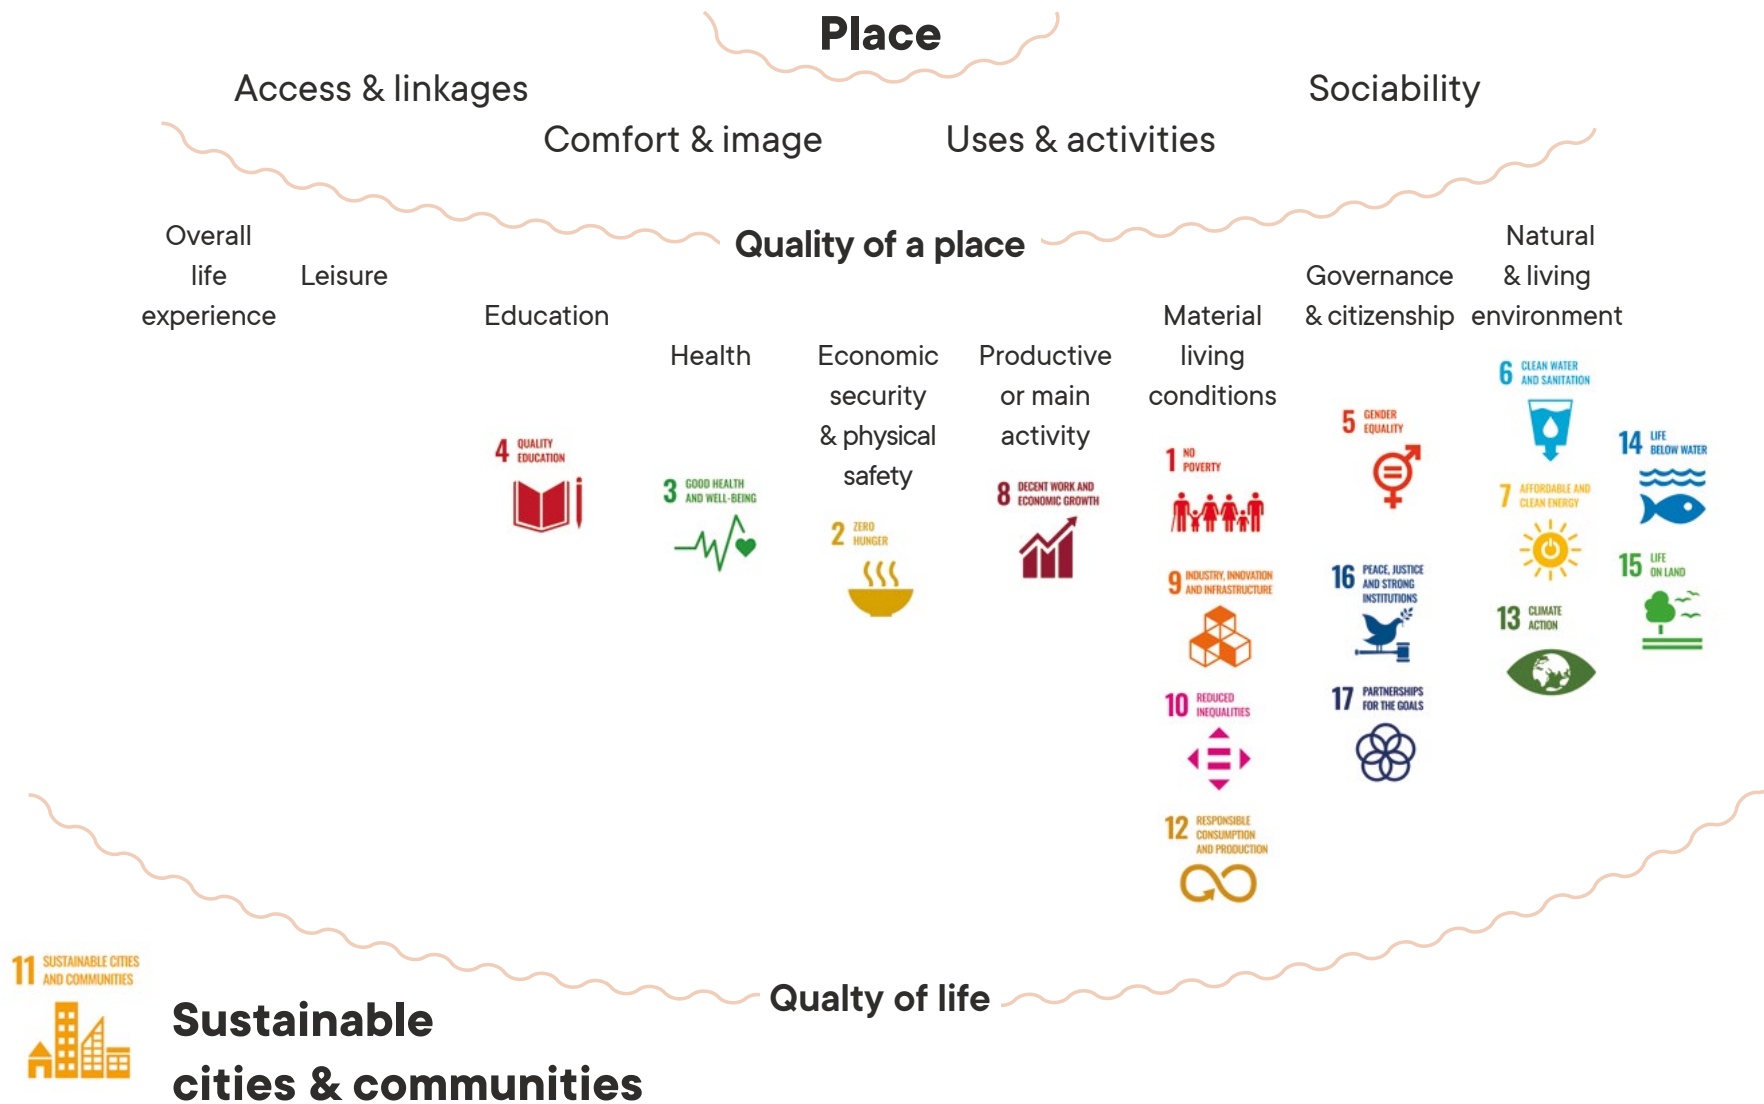 Place
Access & linkages
Sociability
Comfort & image
Uses & activities
Quality of a place
Overall
life
experience
Leisure
Education
4 QUALITY
EDUCATION
Health
3 GOOD HEALTH
AND WELL-BEING
Economic
security
& physical
safety
2 ZERO
HUNGER
Productive
or main
activity
8 DECENT WORK AND
ECONOMIC GROWTH
Material
living
conditions
1 NO
POVERTY
9 INDUSTRY, INNOVATION
AND INFRASTRUCTURE
10 REDUCED
INEQUALITIES
12 RESPONSIBLE
CONSUMPTION
AND PRODUCTION
Governance
& citizenship
5 GENDER
EQUALITY
16 PEACE, JUSTICE
AND STRONG
INSTITUTIONS
17 PARTNERSHIPS
FOR THE GOALS
Natural
& living
environment
6 CLEAN WATER
AND SANITATION
7 AFFORDABLE AND
CLEAN ENERGY
13 CLIMATE
ACTION
14 LIFE
BELOW WATER
15 LIFE
ON LAND
Qualty of life
11 SUSTAINABLE CITIES
AND COMMUNITIES
Sustainable
cities & communities